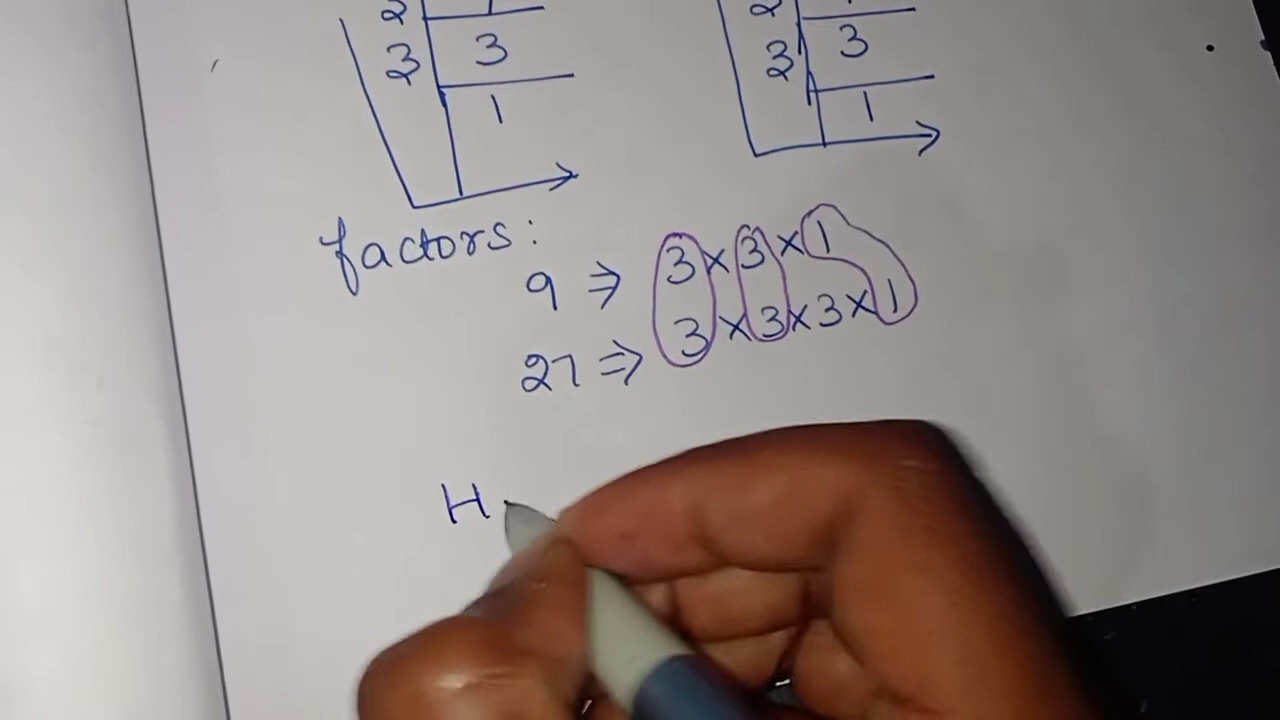 3 3
3 3
1
1
factors:
9 ⇒ 3 × 3 × 1
27 ⇒ 3 × 3 × 3 × 1
H